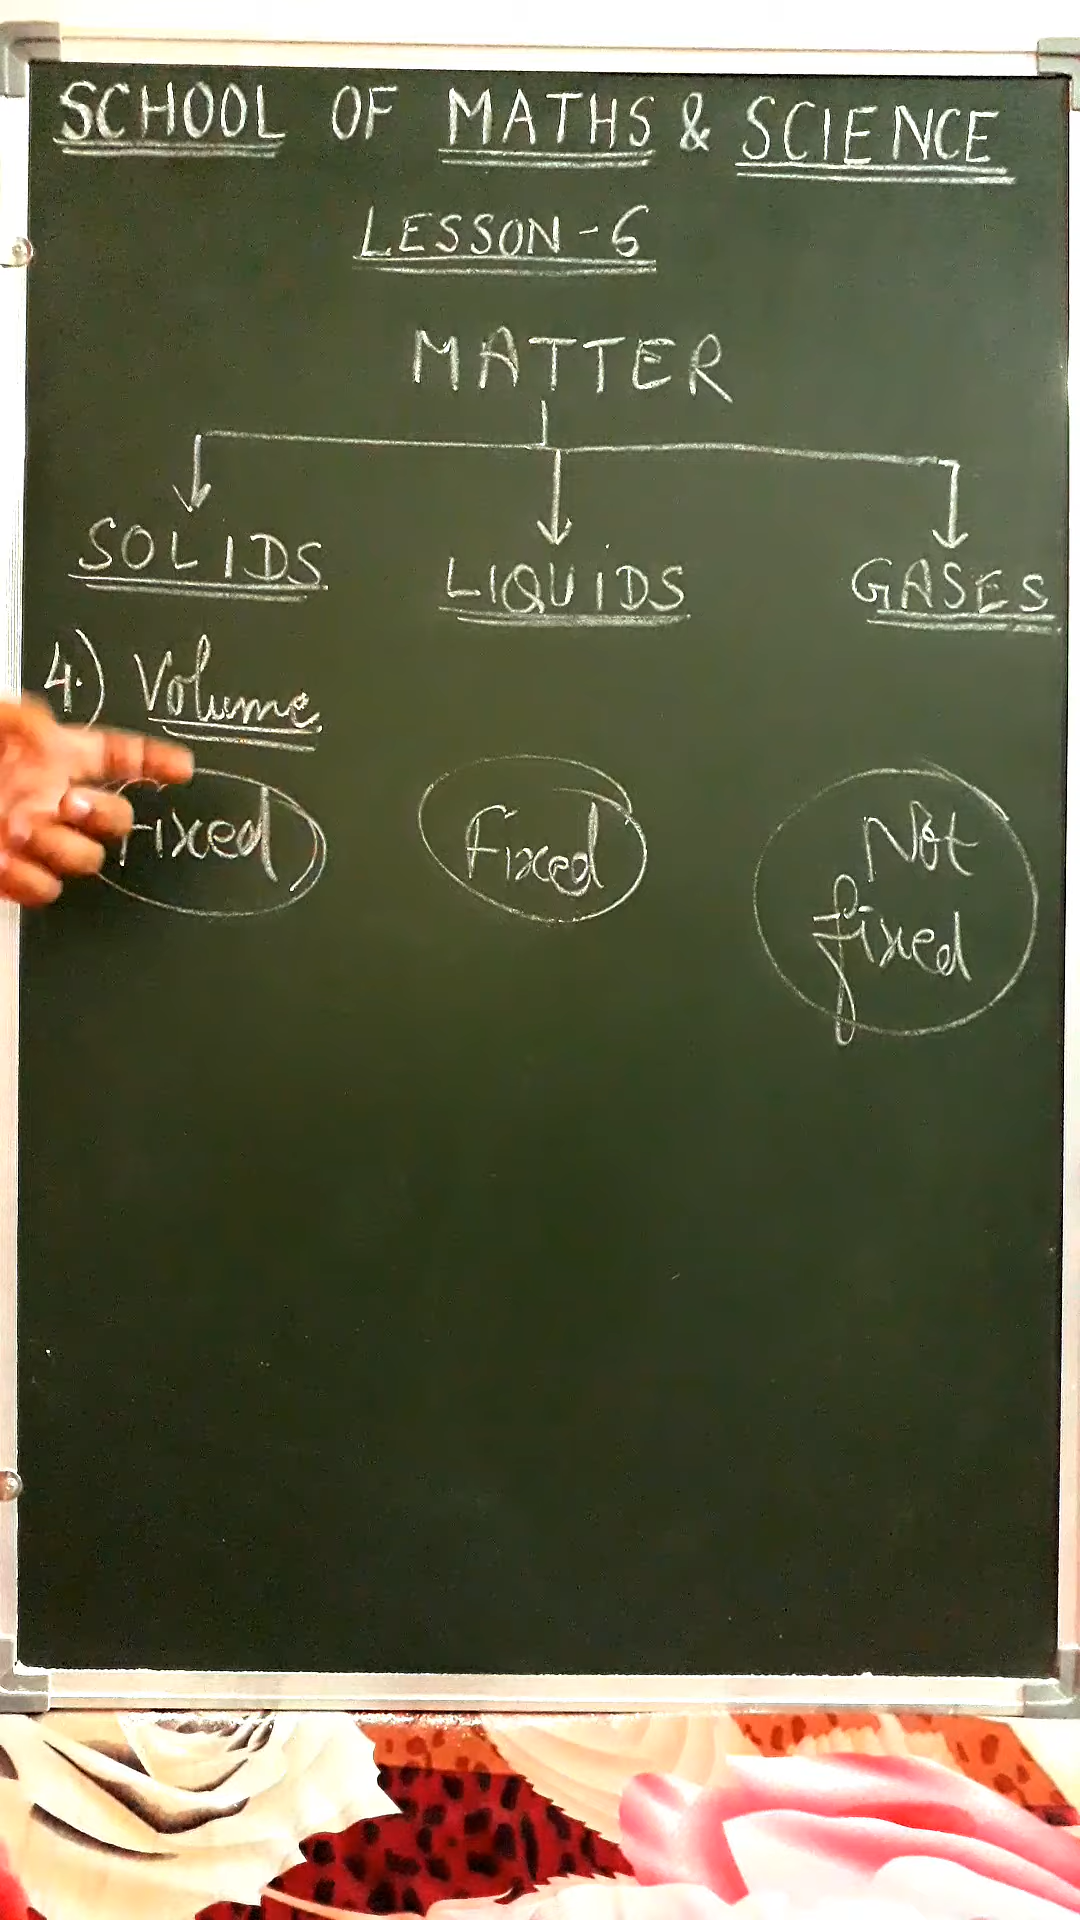 SCHOOL OF MATHS & SCIENCE
LESSON - 6
MATTER
SOLIDS LIQUIDS GASES
4.) Volume
Fixed Fixed Not
fixed